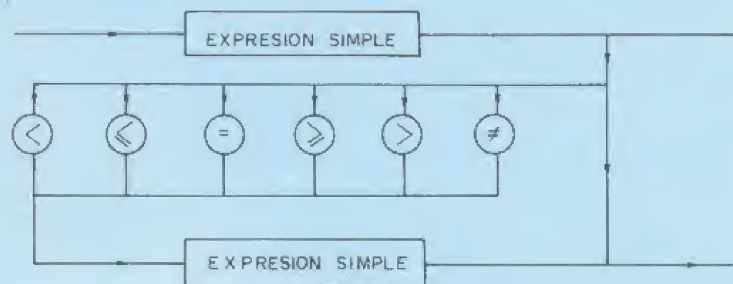 EXPRESION SIMPLE
< ≤ = ≥ > ≠
EXPRESION SIMPLE